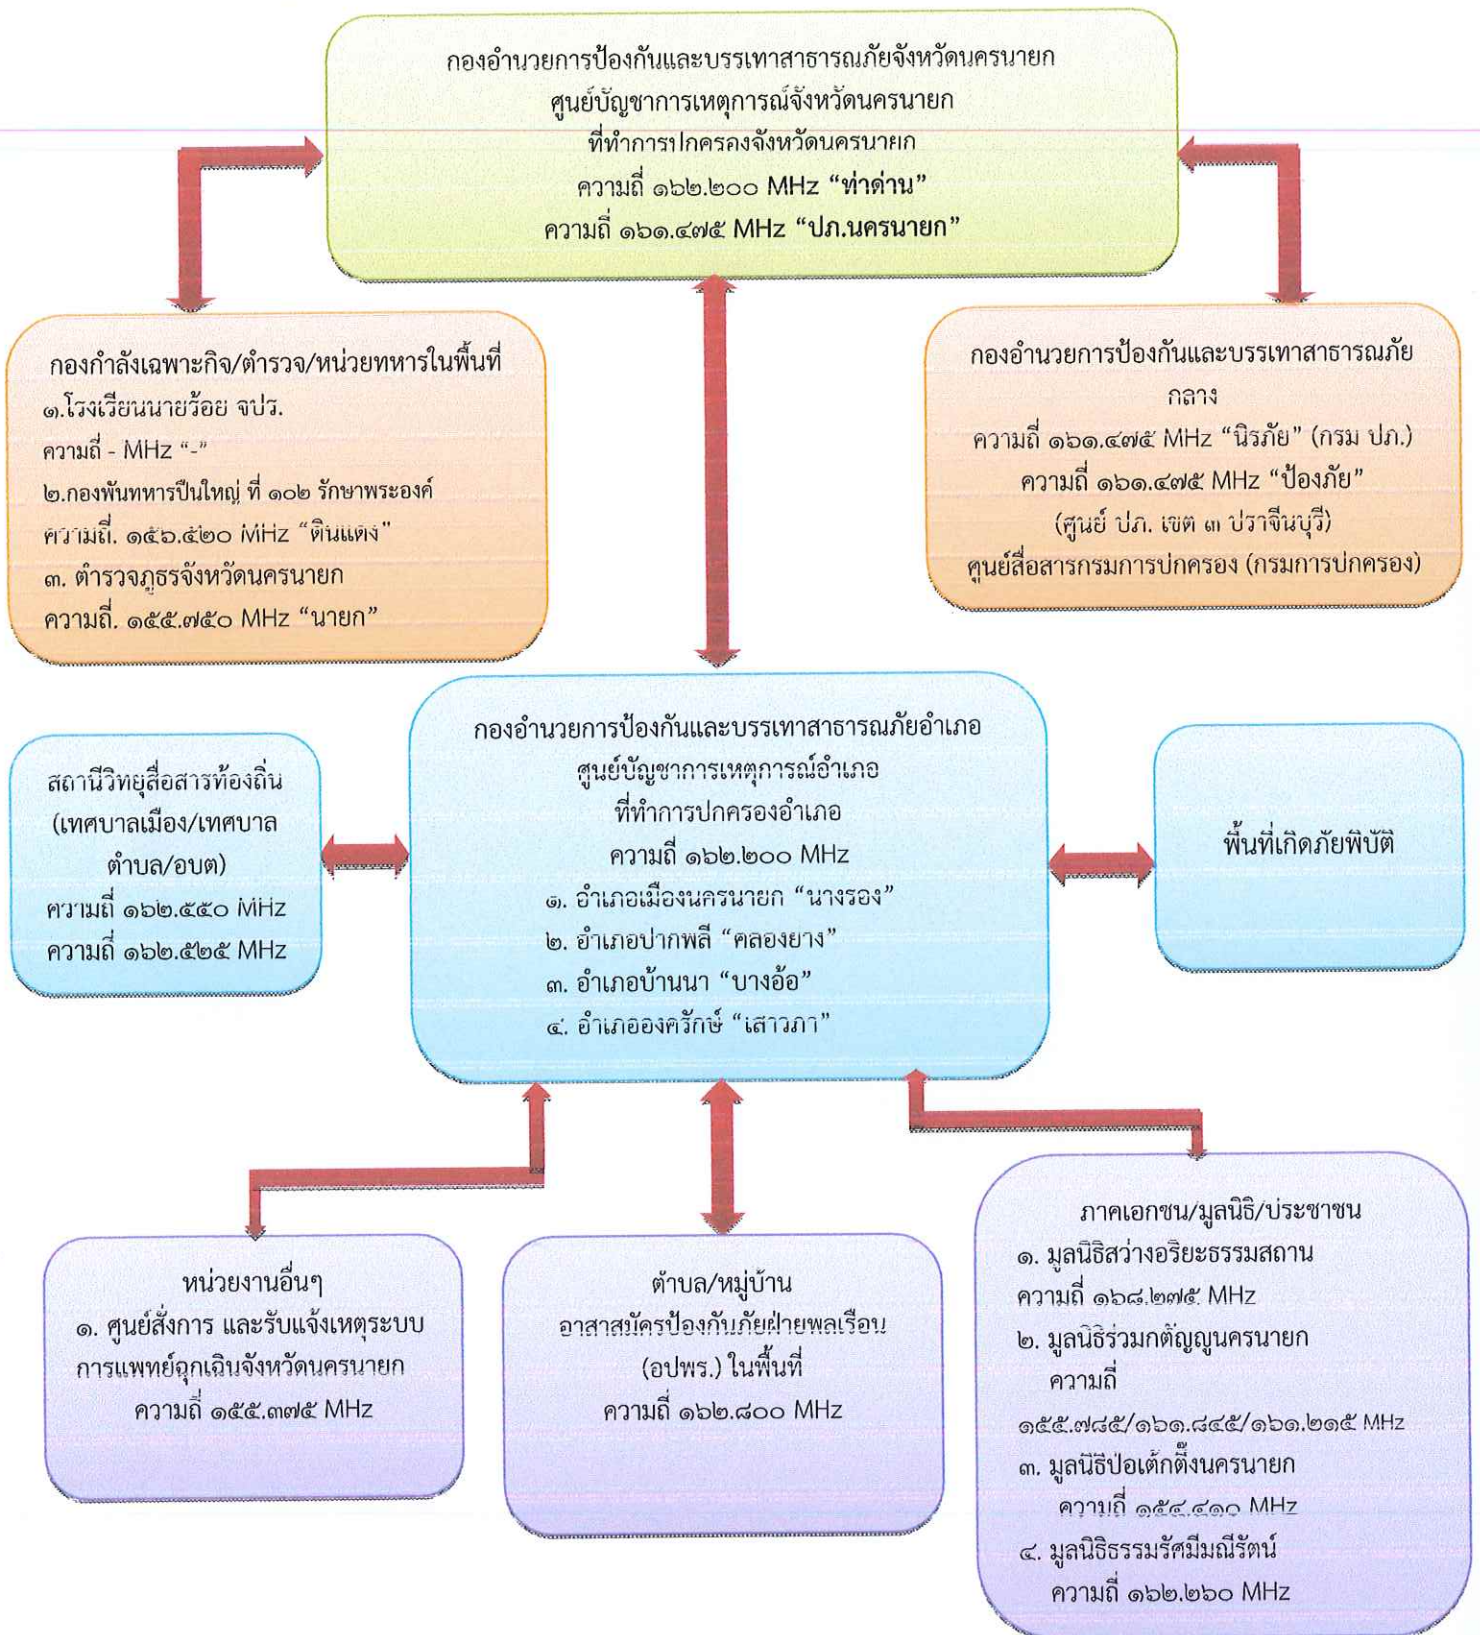 กองอำนวยการป้องกันและบรรเทาสาธารณภัยจังหวัดนครนายก
ศูนย์บัญชาการเหตุการณ์จังหวัดนครนายก
ที่ทำการปกครองจังหวัดนครนายก
ความถี่ ๑๖๒.๒๐๐ MHz “ท่าด่าน”
ความถี่ ๑๖๑.๔๗๕ MHz “ปภ.นครนายก”
กองกำลังเฉพาะกิจ/ตำรวจ/หน่วยทหารในพื้นที่
๑.โรงเรียนนายร้อย จปร.
ความถี่ - MHz “-”
๒.กองพันทหารปืนใหญ่ ที่ ๑๐๒ รักษาพระองค์
ความถี่. ๑๕๖.๕๒๐ MHz “ดินแดง”
๓. ตำรวจภูธรจังหวัดนครนายก
ความถี่. ๑๕๕.๗๕๐ MHz “นายก”
กองอำนวยการป้องกันและบรรเทาสาธารณภัย
กลาง
ความถี่ ๑๖๑.๔๗๕ MHz “นิรภัย” (กรม ปภ.)
ความถี่ ๑๖๑.๔๗๕ MHz “ป้องภัย”
(ศูนย์ ปภ. เขต ๓ ปราจีนบุรี)
ศูนย์สื่อสารกรมการปกครอง (กรมการปกครอง)
สถานีวิทยุสื่อสารท้องถิ่น
(เทศบาลเมือง/เทศบาล
ตำบล/อบต)
ความถี่ ๑๖๒.๕๕๐ MHz
ความถี่ ๑๖๒.๕๒๕ MHz
กองอำนวยการป้องกันและบรรเทาสาธารณภัยอำเภอ
ศูนย์บัญชาการเหตุการณ์อำเภอ
ที่ทำการปกครองอำเภอ
ความถี่ ๑๖๒.๒๐๐ MHz
๑. อำเภอเมืองนครนายก “นางรอง”
๒. อำเภอปากพลี “คลองยาง”
๓. อำเภอบ้านนา “บางอ้อ”
๔. อำเภอองครักษ์ “เสาวภา”
พื้นที่เกิดภัยพิบัติ
หน่วยงานอื่นๆ
๑. ศูนย์สั่งการ และรับแจ้งเหตุระบบ
การแพทย์ฉุกเฉินจังหวัดนครนายก
ความถี่ ๑๕๕.๓๗๕ MHz
ตำบล/หมู่บ้าน
อาสาสมัครป้องกันภัยฝ่ายพลเรือน
(อปพร.) ในพื้นที่
ความถี่ ๑๖๒.๘๐๐ MHz
ภาคเอกชน/มูลนิธิ/ประชาชน
๑. มูลนิธิสว่างอริยะธรรมสถาน
ความถี่ ๑๖๘.๒๗๕ MHz
๒. มูลนิธิร่วมกตัญญูนครนายก
ความถี่
๑๕๕.๗๘๕/๑๖๑.๘๔๕/๑๖๑.๒๑๕ MHz
๓. มูลนิธิป่อเต้กตึ๊งนครนายก
ความถี่ ๑๕๔.๔๑๐ MHz
๔. มูลนิธิธรรมรัศมีมณีรัตน์
ความถี่ ๑๖๒.๒๖๐ MHz